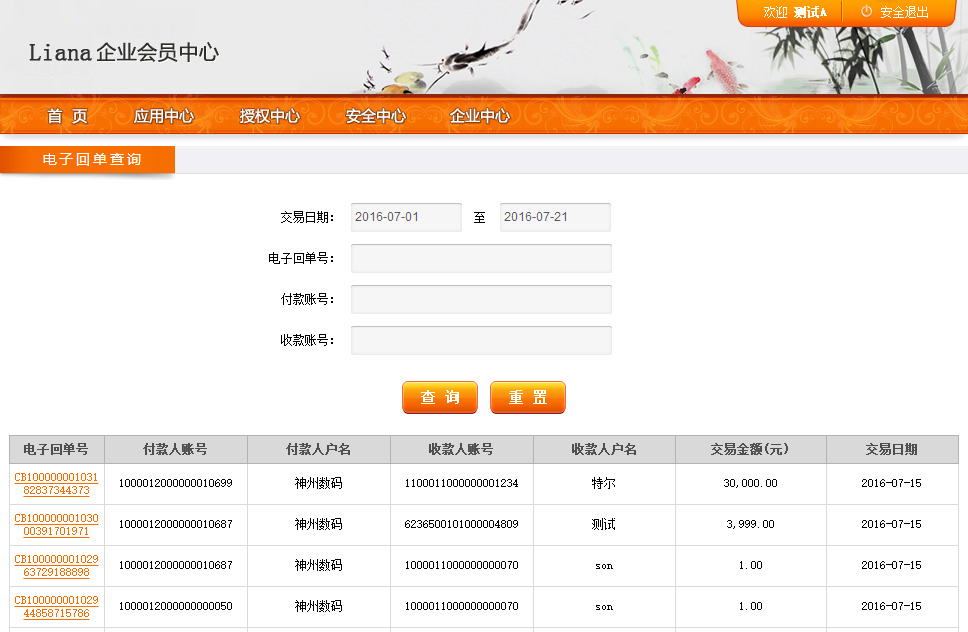 欢迎 测试A 安全退出
Liana 企业会员中心
首 页 应用中心 授权中心 安全中心 企业中心
电子回单查询
交易日期： 2016-07-01 至 2016-07-21
电子回单号：
付款账号：
收款账号：
查 询 重 置
电子回单号 付款人账号 付款人户名 收款人账号 收款人户名 交易金额(元) 交易日期
CB100000001031
82837344373 1000012000000010699 神州数码 1100011000000001234 特尔 30,000.00 2016-07-15
CB100000001030
00391701971 1000012000000010687 神州数码 6236500101000004809 测试 3,999.00 2016-07-15
CB100000001029
63729188898 1000012000000010687 神州数码 1000011000000000070 son 1.00 2016-07-15
CB100000001029
44858715786 1000012000000000050 神州数码 1000011000000000070 son 1.00 2016-07-15